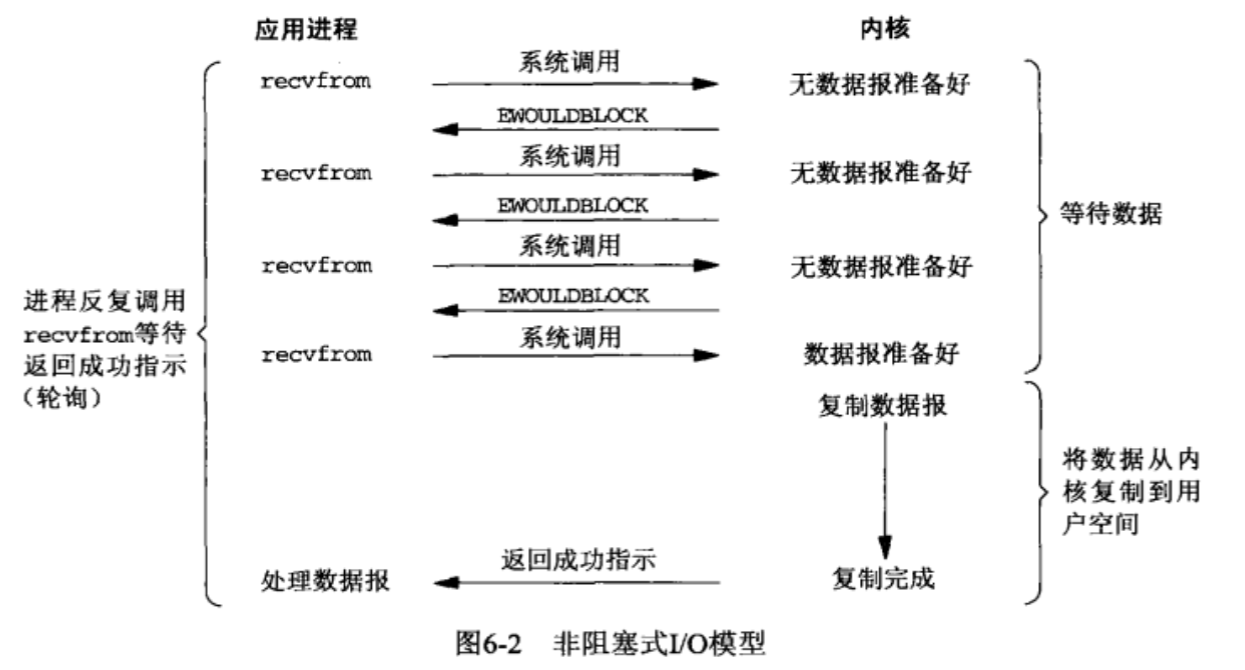 应用进程
内核
recvfrom
系统调用
无数据报准备好
EWOULDBLOCK
recvfrom
系统调用
无数据报准备好
EWOULDBLOCK
等待数据
recvfrom
系统调用
无数据报准备好
EWOULDBLOCK
进程反复调用
recvfrom等待
返回成功指示
（轮询）
recvfrom
系统调用
数据报准备好
复制数据报
将数据从内
核复制到用
户空间
处理数据报
返回成功指示
复制完成
图6-2 非阻塞式I/O模型